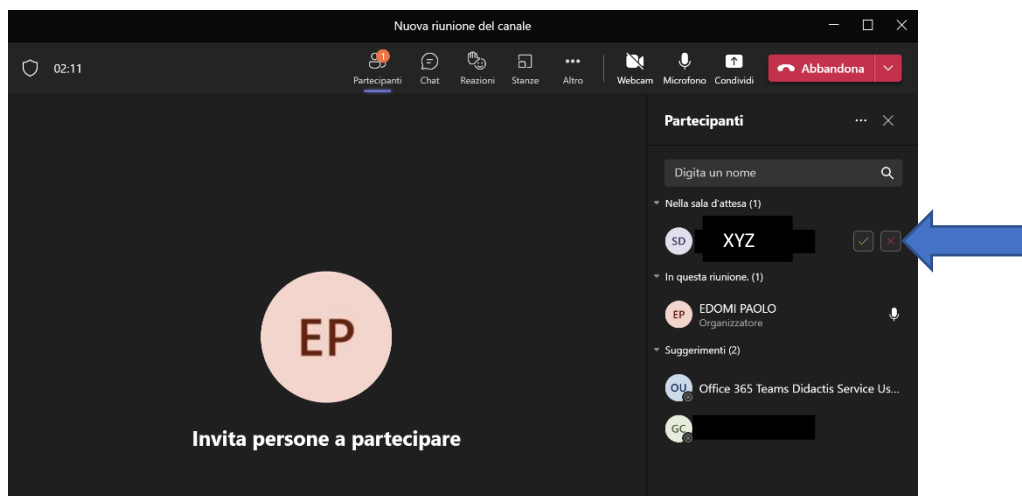 Nuova riunione del canale
02:11
1
Partecipanti Chat Reazioni Stanze Altro Webcam Microfono Condividi Abbandona
Partecipanti
Digita un nome
Nella sala d'attesa (1)
SD XYZ
In questa riunione. (1)
EP EDOMI PAOLO
Organizzatore
Suggerimenti (2)
OU Office 365 Teams Didactis Service Us...
GC
EP
Invita persone a partecipare